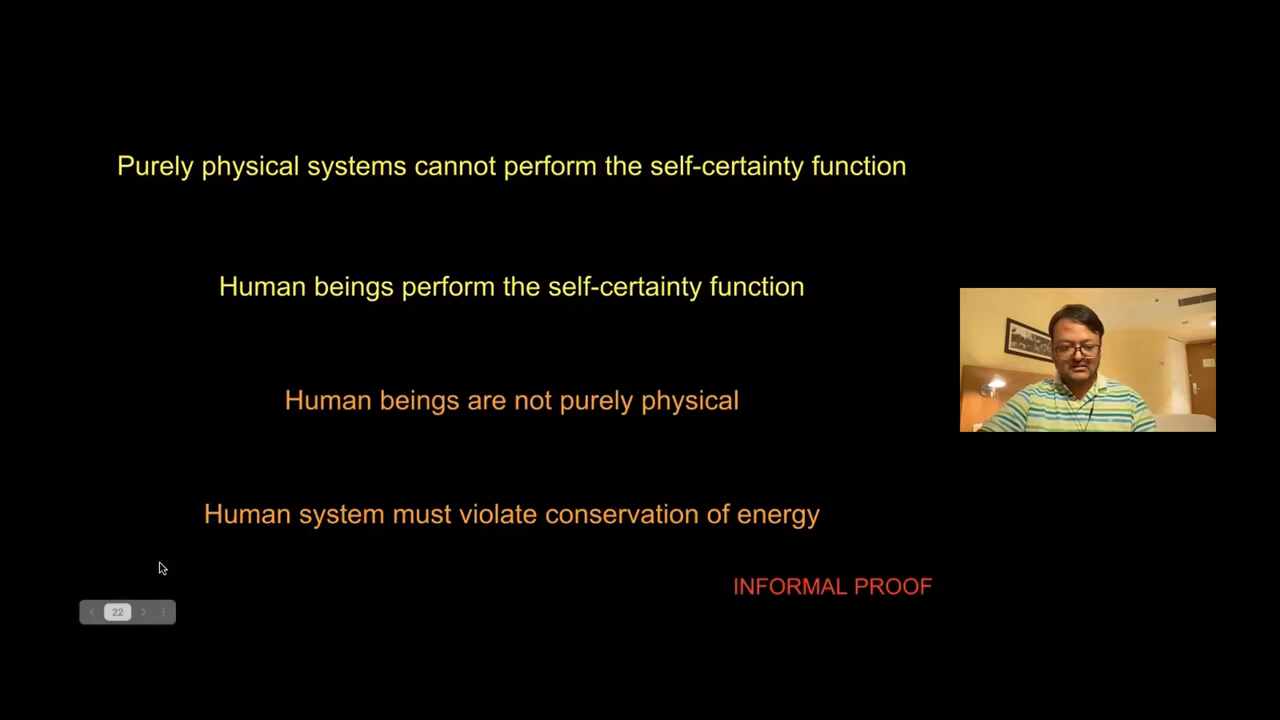 Purely physical systems cannot perform the self-certainty function
Human beings perform the self-certainty function
Human beings are not purely physical
Human system must violate conservation of energy
INFORMAL PROOF
22